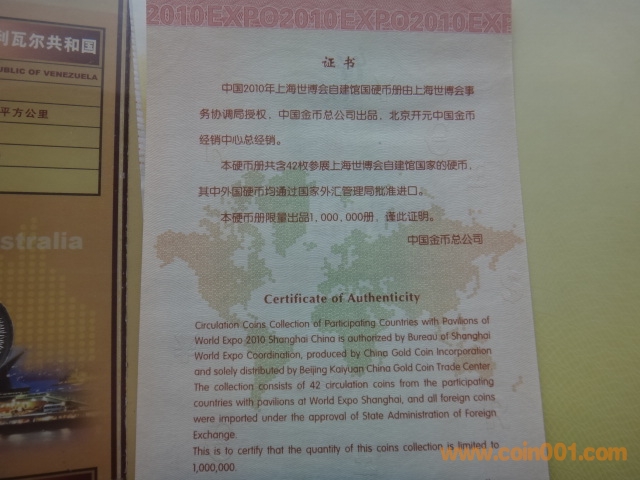 利瓦尔共和国
UBLIC OF VENEZUELA
平方公里
stralia
2010EXPO2010EXPO2010EXP
证书
中国2010年上海世博会自建馆国硬币册由上海世博会事
务协调局授权，中国金币总公司出品，北京开元中国金币
经销中心总经销。
本硬币册共含42枚参展上海世博会自建馆国家的硬币，
其中外国硬币均通过国家外汇管理局批准进口。
本硬币册限量出品1,000,000册，谨此证明。
中国金币总公司
Certificate of Authenticity
Circulation Coins Collection of Participating Countries with Pavilions of
World Expo 2010 Shanghai China is authorized by Bureau of Shanghai
World Expo Coordination, produced by China Gold Coin Incorporation
and solely distributed by Beijing Kaiyuan China Gold Coin Trade Center
The collection consists of 42 circulation coins from the participating
countries with pavilions at World Expo Shanghai, and all foreign coins
were imported under the approval of State Administration of Foreign
Exchange.
This is to certify that the quantity of this coins collection is limited to
1,000,000.
www.coin001.com